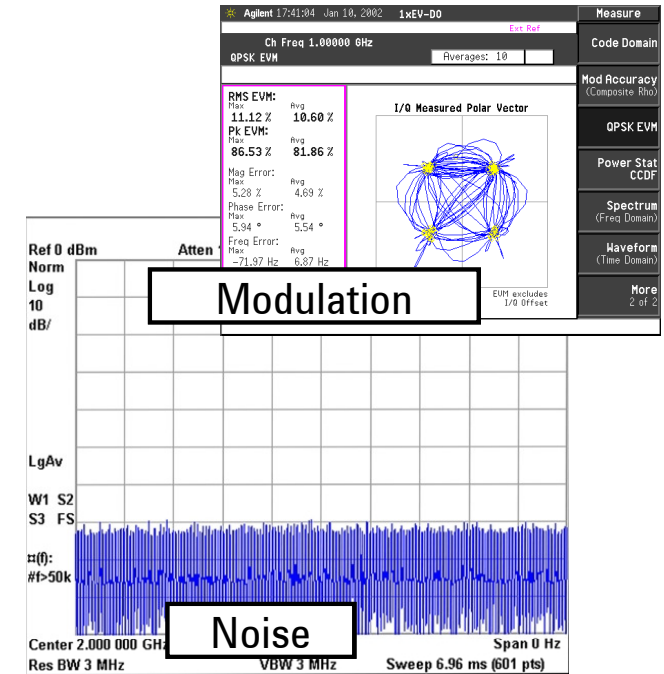 Agilent 17:41:04 Jan 10, 2002 1xEV-DO
Measure
Ext Ref
Ch Freq 1.00000 GHz
QPSK EVM
Averages: 10
Code Domain
Mod Accuracy
(Composite Rho)
QPSK EVM
Power Stat
CCDF
Spectrum
(Freq Domain)
Waveform
(Time Domain)
More
2 of 2
RMS EVM:
Max Avg
11.12 % 10.60 %
Pk EVM:
Max Avg
86.53 % 81.86 %
Mag Error:
Max Avg
5.28 % 4.69 %
Phase Error:
Max Avg
5.94 ° 5.54 °
Freq Error:
Max Avg
-71.97 Hz 6.87 Hz
I/Q Measured Polar Vector
EVM excludes
I/Q Offset
Modulation
Ref 0 dBm Atten
Norm
Log
10
dB/
LgAv
W1 S2
S3 FS
¤(f):
#f>50k
Noise
Center 2.000 000 GHz Span 0 Hz
Res BW 3 MHz VBW 3 MHz Sweep 6.96 ms (601 pts)